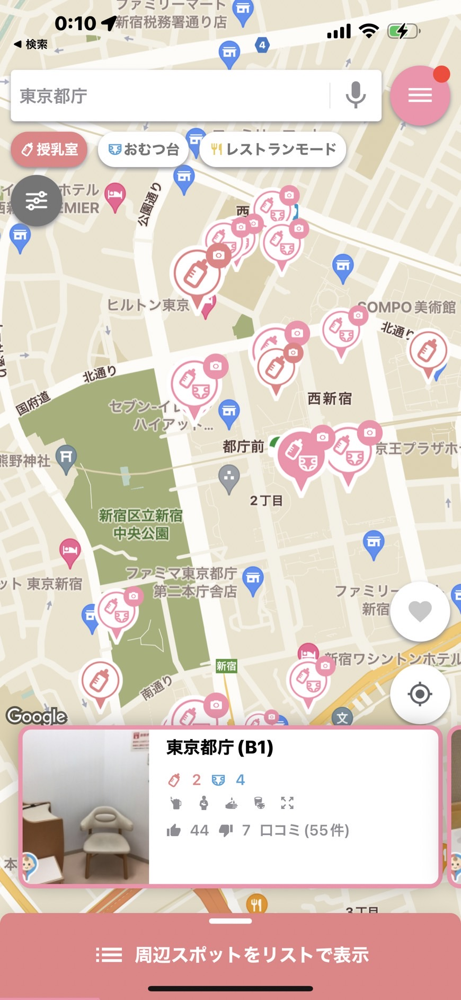 ファミリーマート
新宿税務署通り店
0:10
◀ 検索
4
東京都庁
授乳室
おむつ台
レストランモード
ホテル
EMIER
公園通り
西
ヒルトン東京
SOMPO美術館
北通り
北通り
国府道
西新宿
セブン-イレ
ハイアット...
都庁前
京王プラザホ
熊野神社
2丁目
新宿区立新宿
中央公園
ット 東京新宿
ファミマ東京都庁
第二本庁舎店
ファミリー
新宿
新宿ワシントンホテル
新宿
南通り
文
Google
東京都庁(B1)
2 4
44 7 口コミ(55件)
本
3丁目
周辺スポットをリストで表示